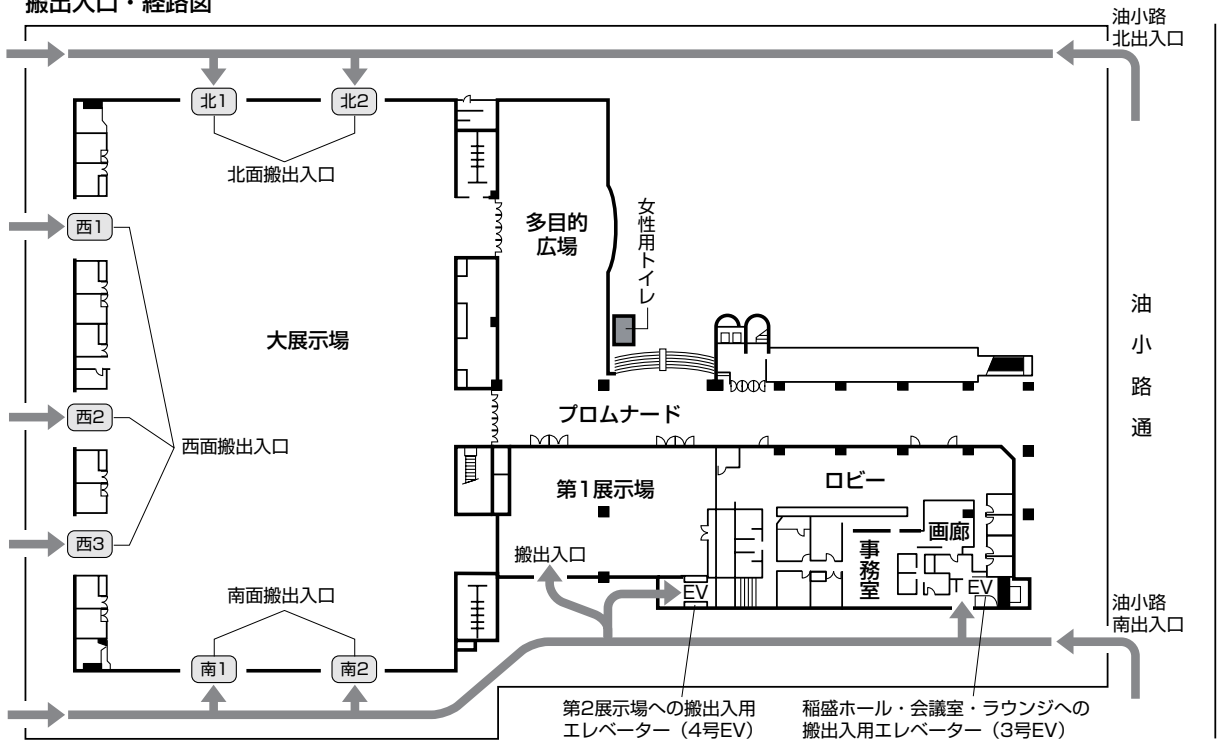 搬出入口・経路図
油小路
北出入口
北1
北2
北面搬出入口
西1
多目的
広場
女性用トイレ
大展示場
油小路通
西2
プロムナード
西面搬出入口
第1展示場
ロビー
西3
搬出入口
画廊
事務室
南面搬出入口
EV
EV
油小路
南出入口
南1
南2
第2展示場への搬出入用
エレベーター（4号EV）
稲盛ホール・会議室・ラウンジへの
搬出入用エレベーター（3号EV）